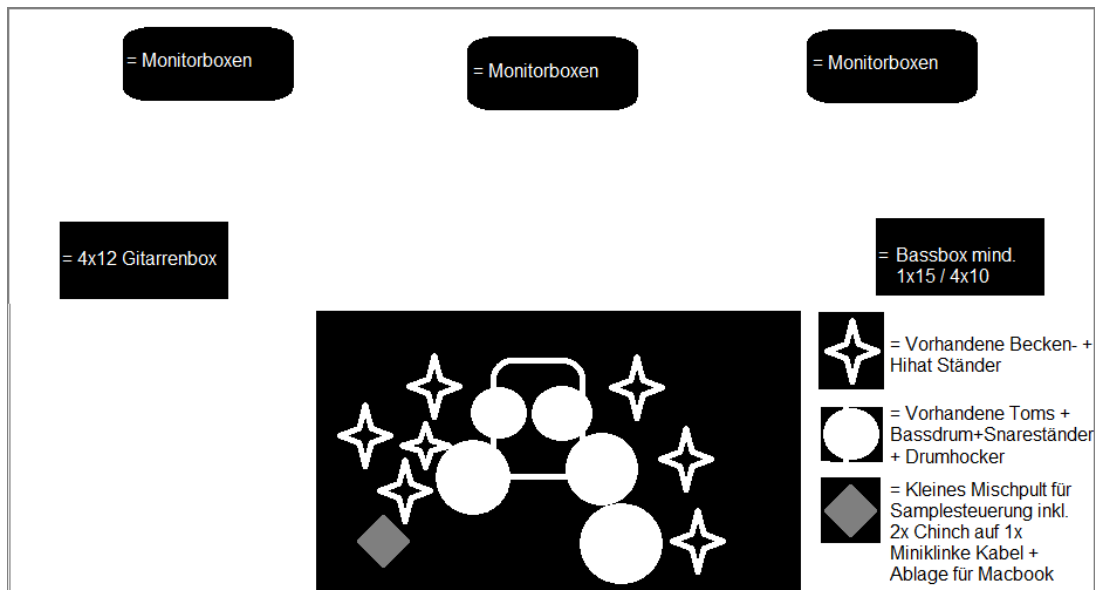 = Monitorboxen
= Monitorboxen
= Monitorboxen
= 4x12 Gitarrenbox
= Bassbox mind.
1x15 / 4x10
= Vorhandene Becken- +
Hihat Ständer
= Vorhandene Toms +
Bassdrum+Snareständer
+ Drumhocker
= Kleines Mischpult für
Samplesteuerung inkl.
2x Chinch auf 1x
Miniklinke Kabel +
Ablage für Macbook